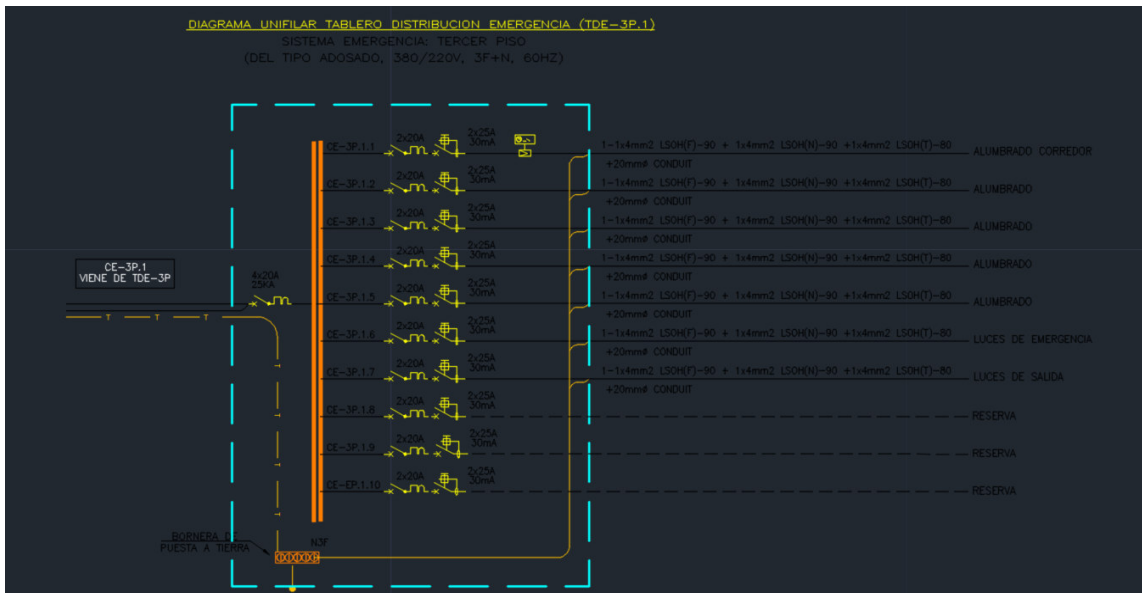 DIAGRAMA UNIFILAR TABLERO DISTRIBUCION EMERGENCIA (TDE-3P.1)
SISTEMA EMERGENCIA: TERCER PISO
(DEL TIPO ADOSADO, 380/220V, 3F+N, 60HZ)
CE-3P.1
VIENE DE TDE-3P
4x20A
25KA
T T T
CE-3P.1.1 2x20A 2x25A 30mA 1-1x4mm2 LSOH(F)-90 + 1x4mm2 LSOH(N)-90 +1x4mm2 LSOH(T)-80 ALUMBRADO CORREDOR
+20mmø CONDUIT
CE-3P.1.2 2x20A 2x25A 30mA 1-1x4mm2 LSOH(F)-90 + 1x4mm2 LSOH(N)-90 +1x4mm2 LSOH(T)-80 ALUMBRADO
+20mmø CONDUIT
CE-3P.1.3 2x20A 2x25A 30mA 1-1x4mm2 LSOH(F)-90 + 1x4mm2 LSOH(N)-90 +1x4mm2 LSOH(T)-80 ALUMBRADO
+20mmø CONDUIT
CE-3P.1.4 2x20A 2x25A 30mA 1-1x4mm2 LSOH(F)-90 + 1x4mm2 LSOH(N)-90 +1x4mm2 LSOH(T)-80 ALUMBRADO
+20mmø CONDUIT
CE-3P.1.5 2x20A 2x25A 30mA 1-1x4mm2 LSOH(F)-90 + 1x4mm2 LSOH(N)-90 +1x4mm2 LSOH(T)-80 ALUMBRADO
+20mmø CONDUIT
CE-3P.1.6 2x20A 2x25A 30mA 1-1x4mm2 LSOH(F)-90 + 1x4mm2 LSOH(N)-90 +1x4mm2 LSOH(T)-80 LUCES DE EMERGENCIA
+20mmø CONDUIT
CE-3P.1.7 2x20A 2x25A 30mA 1-1x4mm2 LSOH(F)-90 + 1x4mm2 LSOH(N)-90 +1x4mm2 LSOH(T)-80 LUCES DE SALIDA
+20mmø CONDUIT
CE-3P.1.8 2x20A 2x25A 30mA RESERVA
CE-3P.1.9 2x20A 2x25A 30mA RESERVA
CE-EP.1.10 2x20A 2x25A 30mA RESERVA
BORNERA DE
PUESTA A TIERRA
N3F